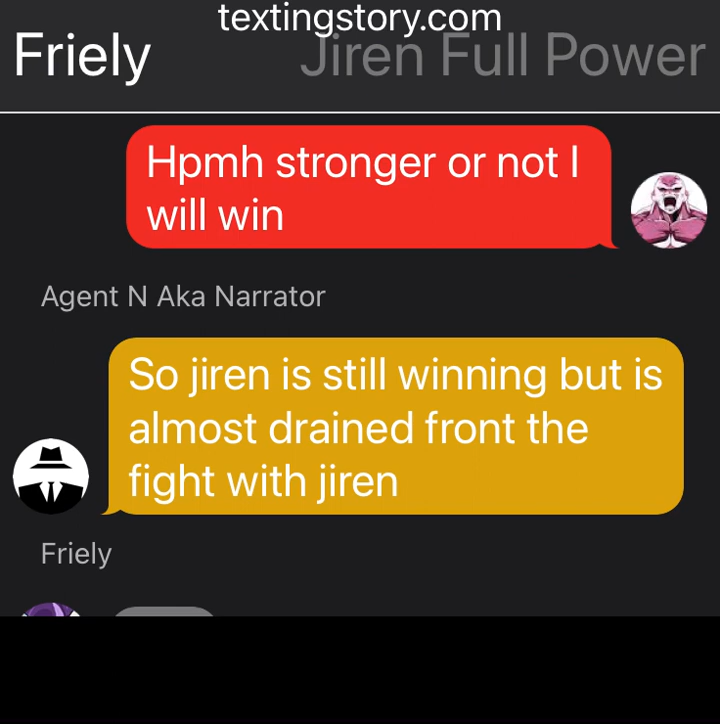 textingstory.com
Friely
Jiren Full Power
Hpmh stronger or not I
will win
Agent N Aka Narrator
So jiren is still winning but is
almost drained front the
fight with jiren
Friely